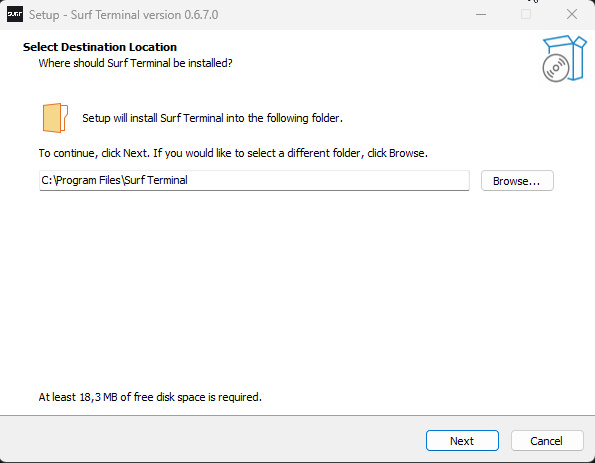 SURF
Setup - Surf Terminal version 0.6.7.0
Select Destination Location
Where should Surf Terminal be installed?
Setup will install Surf Terminal into the following folder.
To continue, click Next. If you would like to select a different folder, click Browse.
C:\Program Files\Surf Terminal
Browse...
At least 18,3 MB of free disk space is required.
Next
Cancel